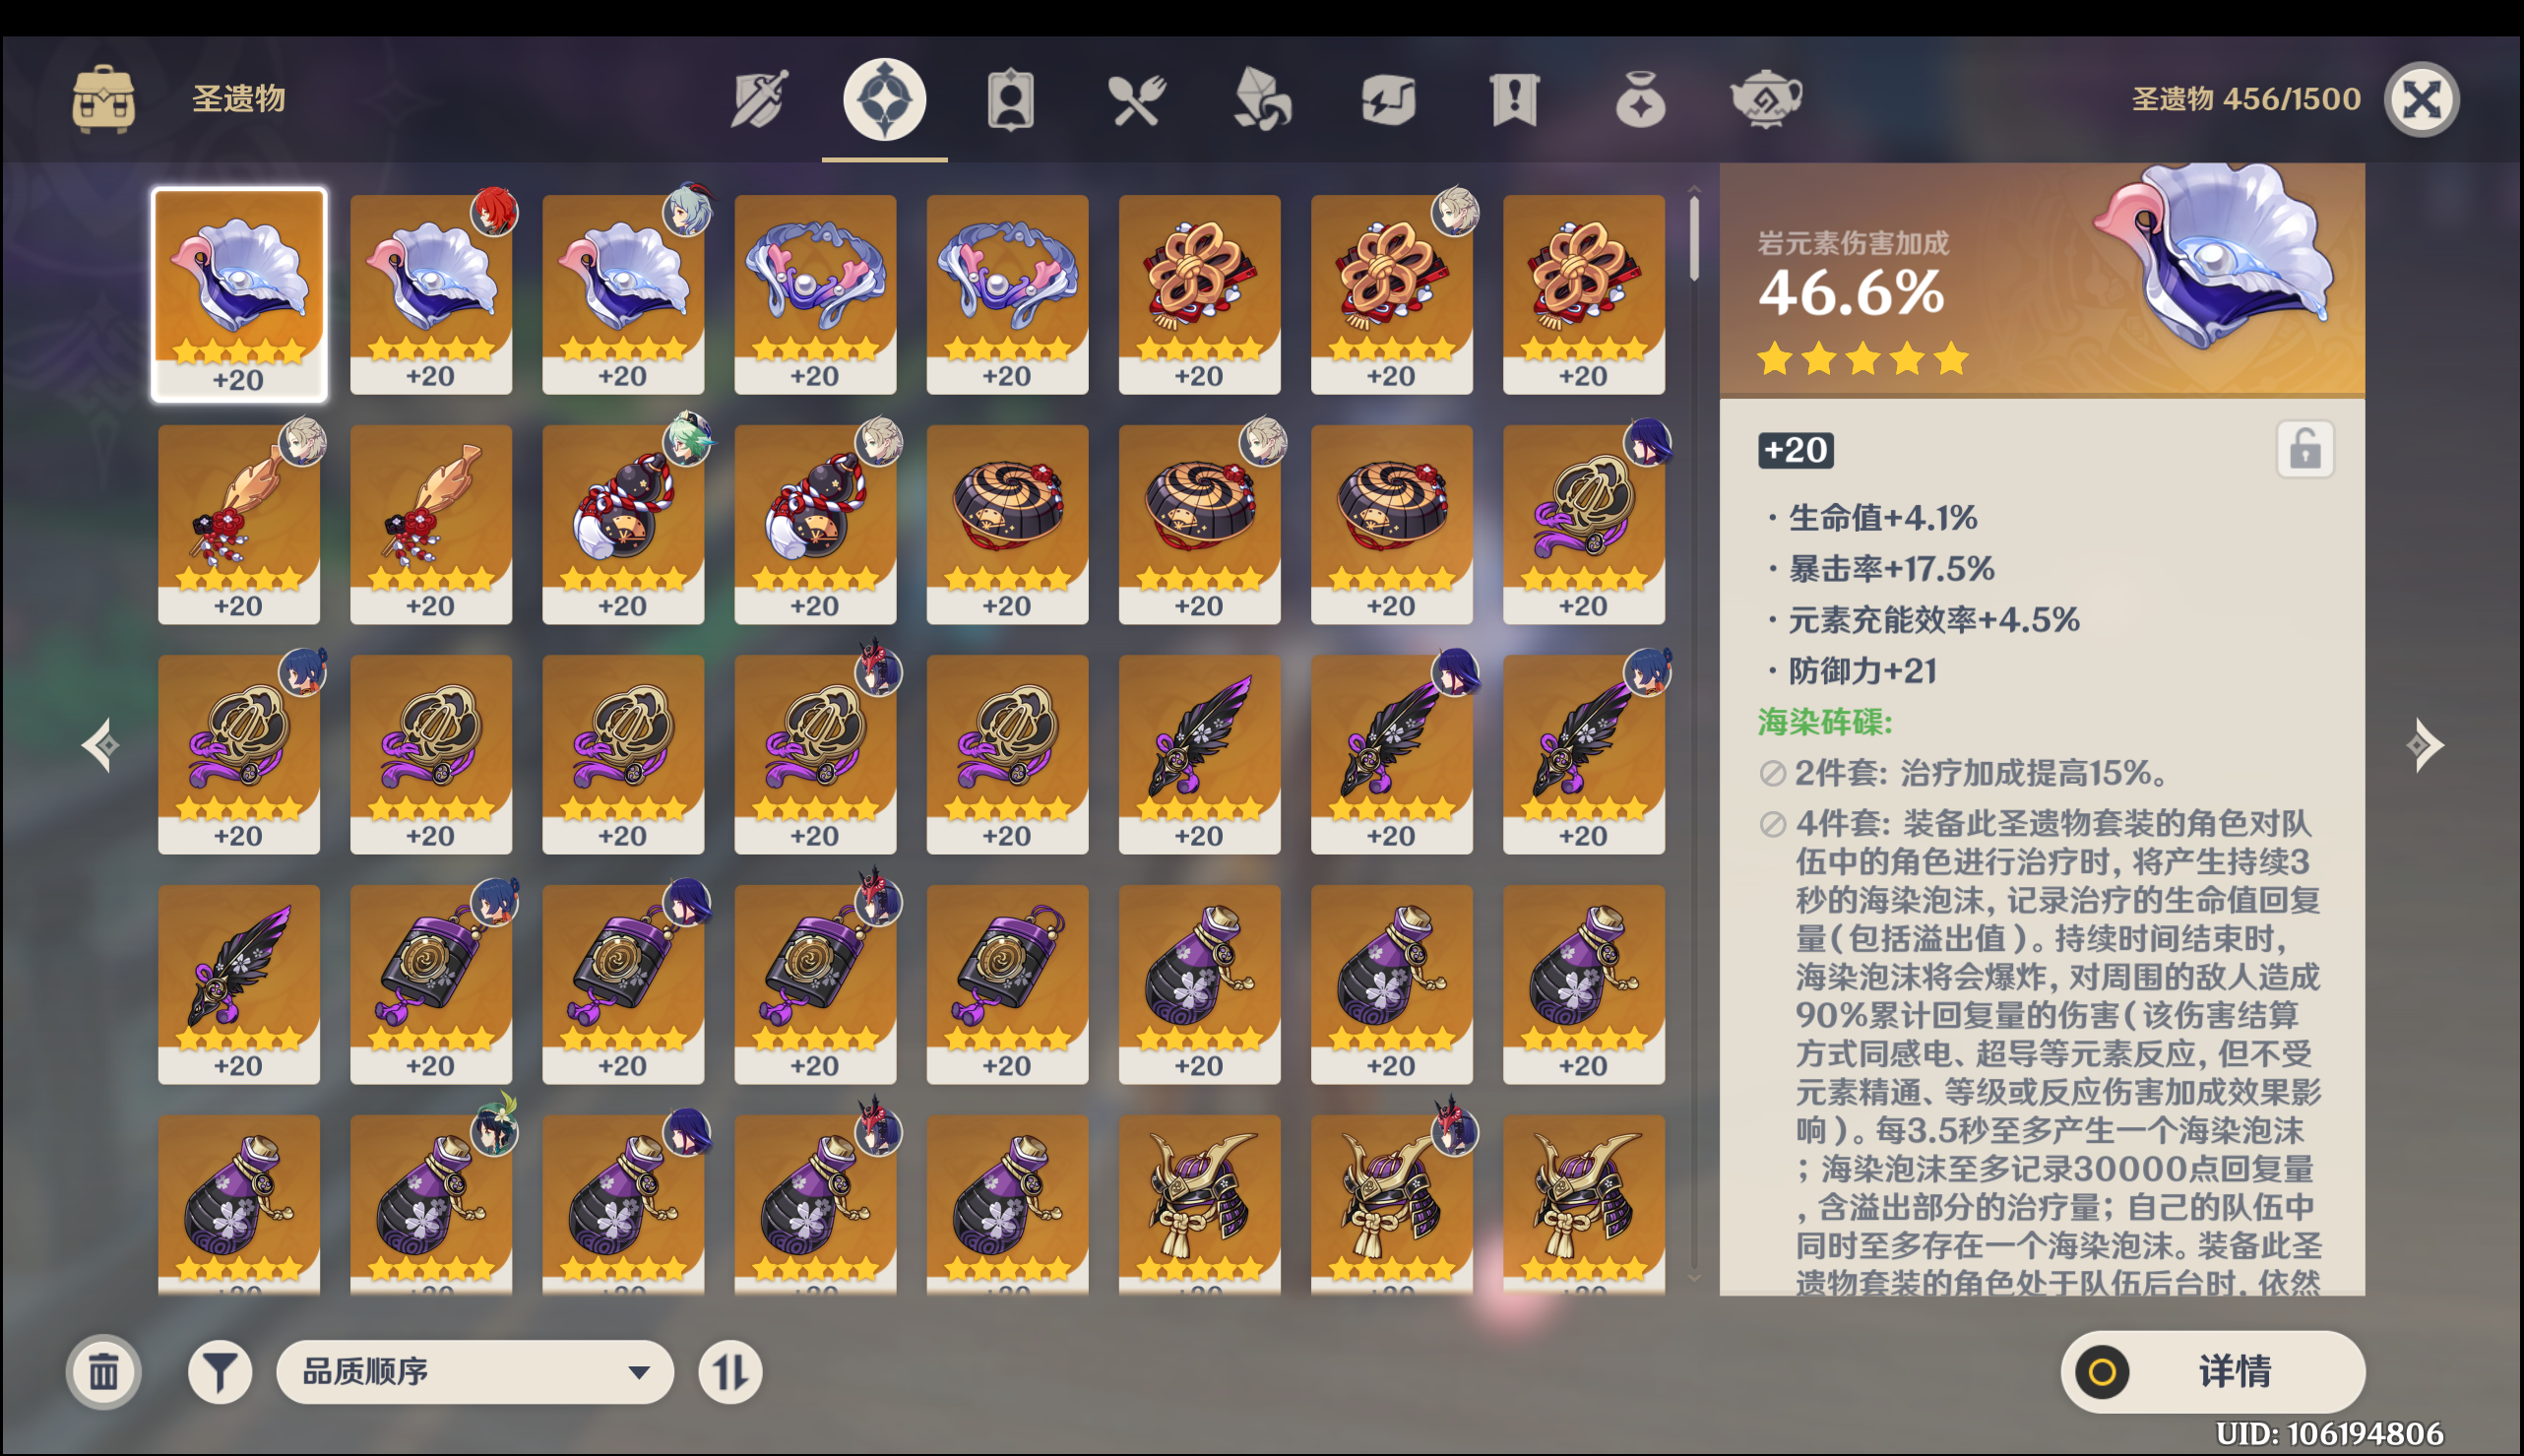 圣遗物
圣遗物 456/1500
+20 +20 +20 +20 +20 +20 +20 +20
+20 +20 +20 +20 +20 +20 +20 +20
+20 +20 +20 +20 +20 +20 +20 +20
+20 +20 +20 +20 +20 +20 +20 +20
+20 +20 +20 +20 +20 +20 +20 +20
岩元素伤害加成
46.6%
+20
·生命值+4.1%
·暴击率+17.5%
·元素充能效率+4.5%
·防御力+21
海染砗磲:
2件套: 治疗加成提高15%。
4件套: 装备此圣遗物套装的角色对队
伍中的角色进行治疗时, 将产生持续3
秒的海染泡沫, 记录治疗的生命值回复
量(包括溢出值)。持续时间结束时,
海染泡沫将会爆炸, 对周围的敌人造成
90%累计回复量的伤害(该伤害结算
方式同感电、超导等元素反应, 但不受
元素精通、等级或反应伤害加成效果影
响)。每3.5秒至多产生一个海染泡沫
; 海染泡沫至多记录30000点回复量
, 含溢出部分的治疗量; 自己的队伍中
同时至多存在一个海染泡沫。装备此圣
遗物套装的角色处于队伍后台时, 依然
品质顺序
详情
UID: 106194806